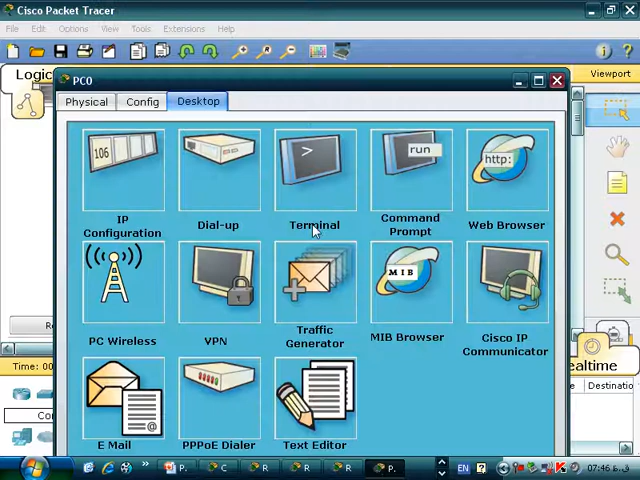 Cisco Packet Tracer
File Edit Options View Tools Extensions Help
Logic
Viewport
PC0
Physical Config Desktop
106
>
run
http:
IP Configuration
Dial-up
Terminal
Command Prompt
Web Browser
MIB
PC Wireless
VPN
Traffic Generator
MIB Browser
Cisco IP Communicator
@
E Mail
PPPoE Dialer
Text Editor
Time: 00
Realtime
Destinatio
Co
P.
C
R
R
R
P.
EN
07:46